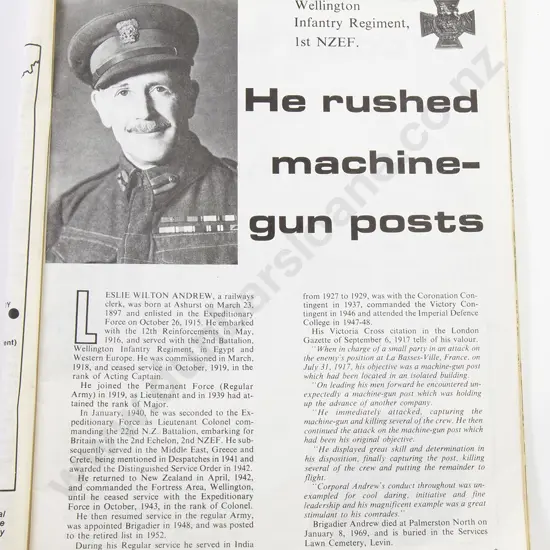 Wellington
Infantry Regiment,
1st NZEF.
He rushed
machine-
gun posts
LESLIE WILTON ANDREW, a railways
clerk, was born at Ashurst on March 23,
1897 and enlisted in the Expeditionary
Force on October 26, 1915. He embarked
with the 12th Reinforcements in May,
1916, and served with the 2nd Battalion,
Wellington Infantry Regiment, in Egypt and
Western Europe. He was commissioned in March,
1918, and ceased service in October, 1919, in the
rank of Acting Captain.
He joined the Permanent Force (Regular
Army) in 1919, as Lieutenant and in 1939 had at-
tained the rank of Major.
In January, 1940, he was seconded to the Ex-
peditionary Force as Lieutenant Colonel com-
manding the 22nd N.Z. Battalion, embarking for
Britain with the 2nd Echelon, 2nd NZEF. He sub-
sequently served in the Middle East, Greece and
Crete, being mentioned in Despatches in 1941 and
awarded the Distinguished Service Order in 1942.
He returned to New Zealand in April, 1942,
and commanded the Fortress Area, Wellington,
until he ceased with the Expeditionary
Force in October, 1943, in the rank of Colonel.
He then resumed service in the regular Army,
was appointed Brigadier in 1948, and was posted
to the retired list in 1952.
During his Regular service he served in India
from 1927 to 1929, was with the Coronation Con-
tingent in 1937, commanded the Victory Con-
tingent in 1946 and attended the Imperial Defence
College in 1947-48.
His Victoria Cross citation in the London
Gazette of September 6, 1917 tells of his valour.
"When in charge of a small party in an attack on
the enemy's position at La Basses-Ville, France, on
July 31, 1917, his objective was a machine-gun post
which had been located in an isolated building.
"On leading his men forward he encountered un-
expectedly a machine-gun post which was holding
up the advance of another company.
"He immediately attacked, capturing the
machine-gun and killing several of the crew. He then
continued the attack on the machine-gun post which
had been his original objective.
"He displayed great skill and determination in
his disposition, finally capturing the post, killing
several of the crew and putting the remainder to
flight.
"Corporal Andrew's conduct throughout was un-
exampled for cool daring, initiative and fine
leadership and his magnificent example was a great
stimulant to his comrades."
Brigadier Andrew died at Palmerston North on
January 8, 1969, and is buried in the Services
Lawn Cemetery, Levin.